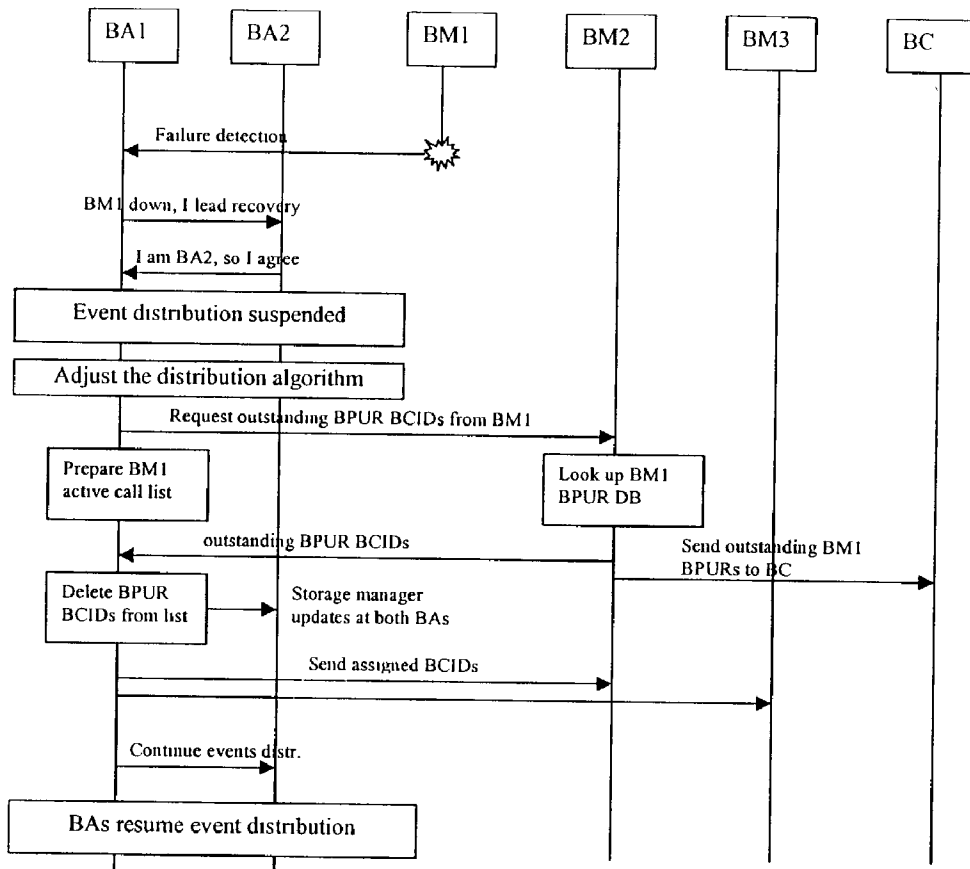 BA1 BA2 BM1 BM2 BM3 BC
Failure detection
BM1 down, I lead recovery
I am BA2, so I agree
Event distribution suspended
Adjust the distribution algorithm
Request outstanding BPUR BCIDs from BM1
Prepare BM1
active call list
Look up BM1
BPUR DB
outstanding BPUR BCIDs
Send outstanding BM1
BPURs to BC
Delete BPUR
BCIDs from list
Storage manager
updates at both BAs
Send assigned BCIDs
Continue events distr.
BAs resume event distribution